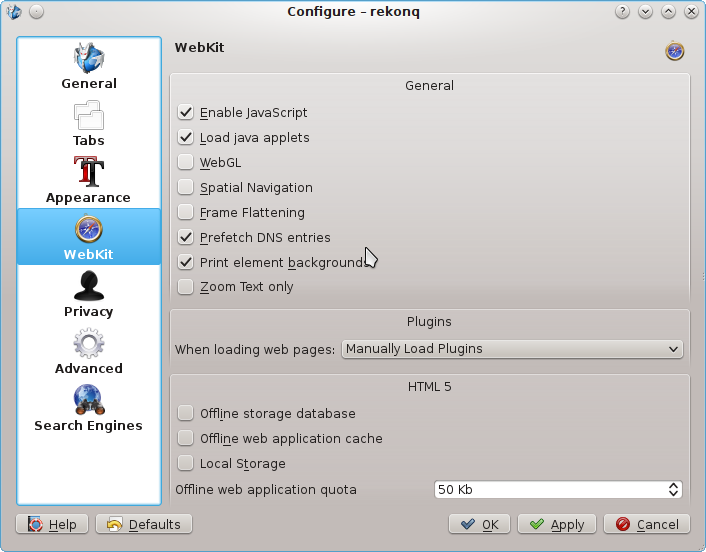 Configure – rekonq
General
Tabs
Appearance
WebKit
Privacy
Advanced
Search Engines
WebKit
General
Enable JavaScript
Load java applets
WebGL
Spatial Navigation
Frame Flattening
Prefetch DNS entries
Print element backgrounds
Zoom Text only
Plugins
When loading web pages: Manually Load Plugins
HTML 5
Offline storage database
Offline web application cache
Local Storage
Offline web application quota 50 Kb
Help Defaults OK Apply Cancel